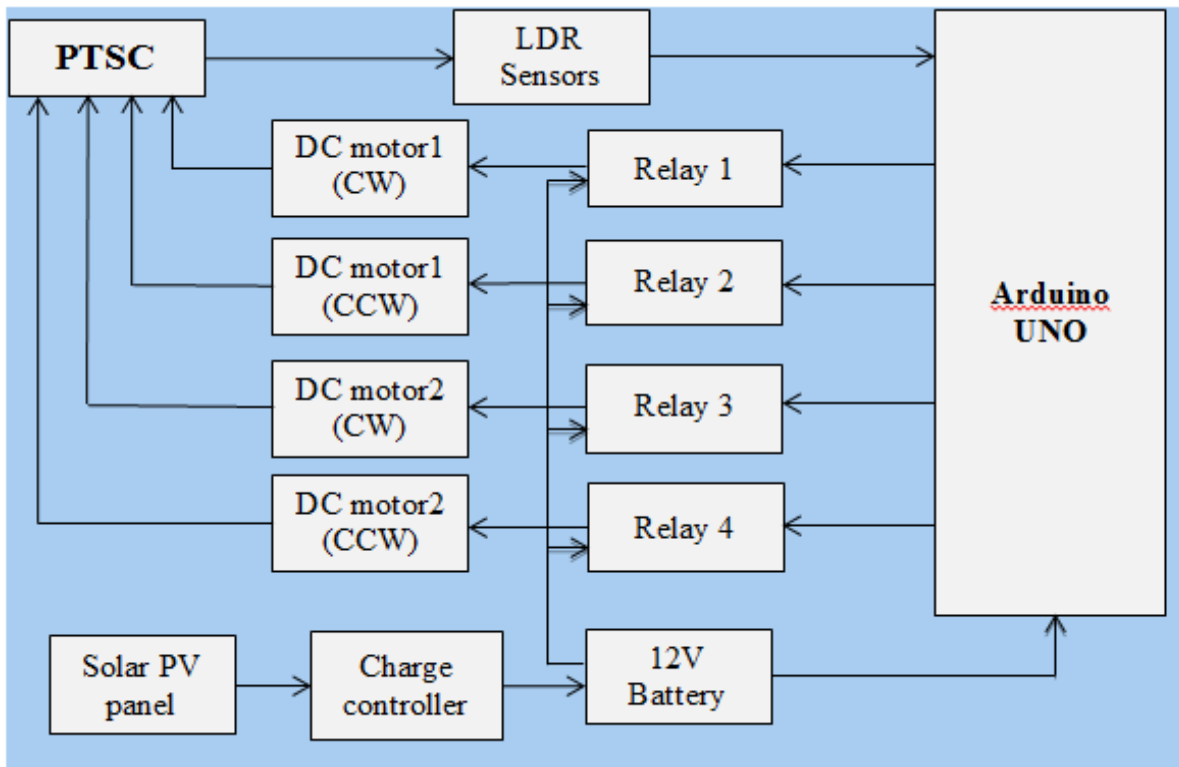 PTSC
LDR
Sensors
DC motor1
(CW)
Relay 1
DC motor1
(CCW)
Relay 2
Arduino
UNO
DC motor2
(CW)
Relay 3
DC motor2
(CCW)
Relay 4
Solar PV
panel
Charge
controller
12V
Battery